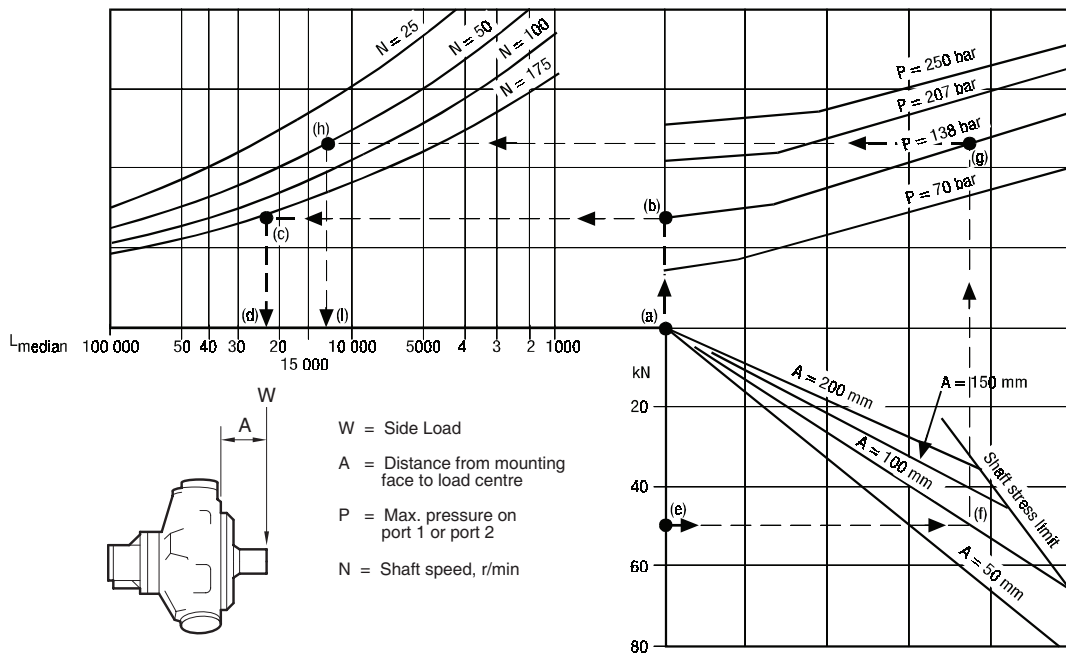 N = 25
N = 50
N = 100
N = 175
P = 250 bar
P = 207 bar
P = 138 bar
P = 70 bar
(h)
(g)
(b)
(c)
(d)
(l)
(a)
Lmedian
100 000
50
40
30
20
15 000
10 000
5000
4
3
2
1000
kN
20
40
60
80
A = 200 mm
A = 150 mm
A = 100 mm
A = 50 mm
Shaft stress limit
(e)
(f)
W
A
W = Side Load
A = Distance from mounting
face to load centre
P = Max. pressure on
port 1 or port 2
N = Shaft speed, r/min